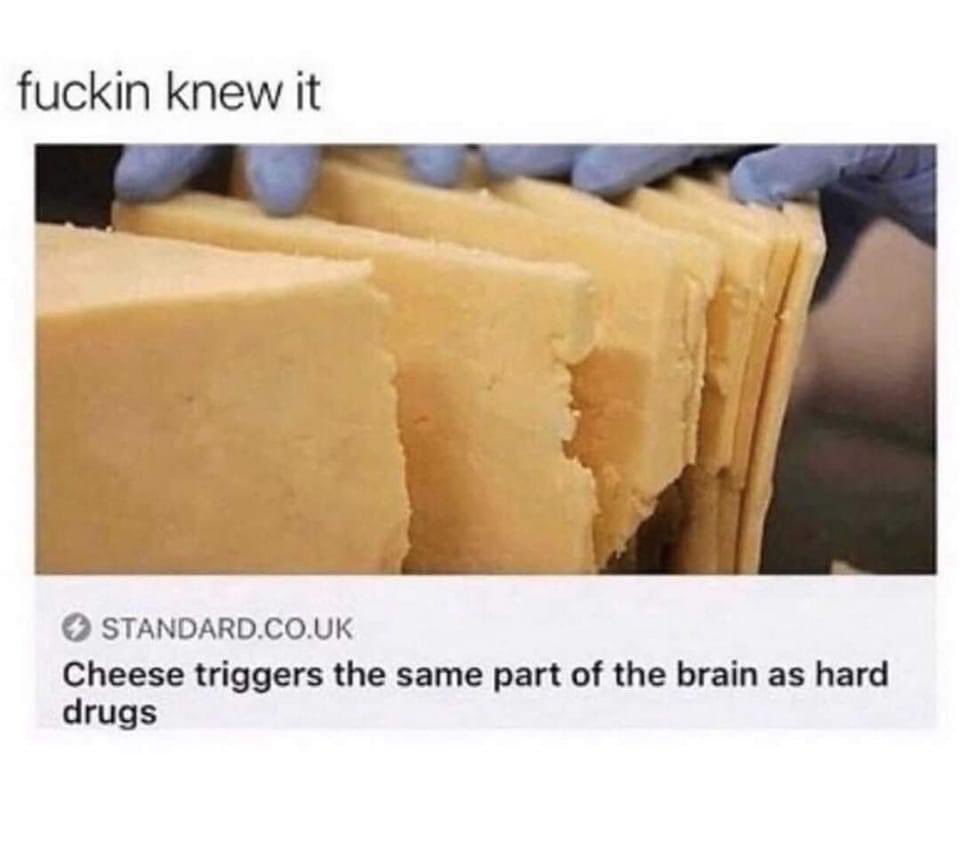 fuckin knew it
STANDARD.CO.UK
Cheese triggers the same part of the brain as hard
drugs